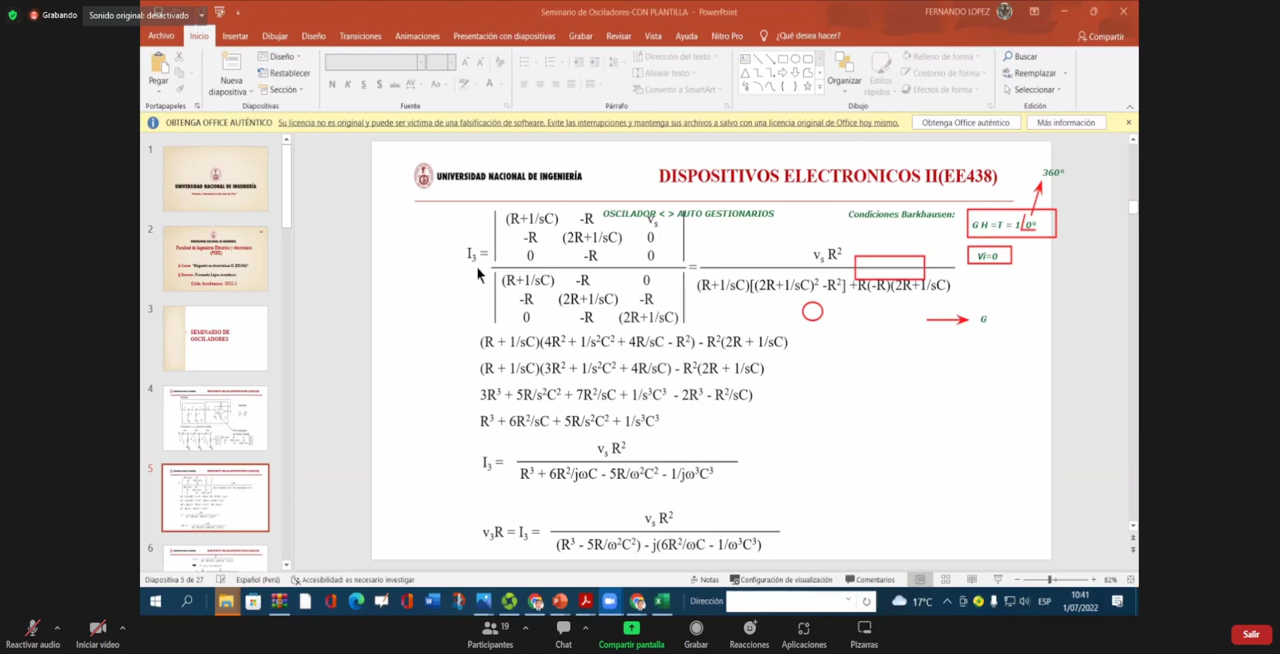 Grabando
Sonido original: desactivado
Seminario de Osciladores-CON PLANTILLA - PowerPoint
FERNANDO LOPEZ
Archivo Inicio Insertar Dibujar Diseño Transiciones Animaciones Presentación con diapositivas Grabar Revisar Vista Ayuda Nitro Pro ¿Qué desea hacer? Compartir
Pegar
Nueva diapositiva
Diseño
Restablecer
Sección
N K S S abc AV Aa A
Dirección del texto
Alinear texto
Convertir a SmartArt
Organizar
Estilos rápidos
Relleno de forma
Contorno de forma
Efectos de forma
Buscar
Reemplazar
Seleccionar
Portapapeles Diapositivas Fuente Párrafo Dibujo Edición
OBTENGA OFFICE AUTÉNTICO Su licencia no es original y puede ser víctima de una falsificación de software. Evite las interrupciones y mantenga sus archivos a salvo con una licencia original de Office hoy mismo. Obtenga Office auténtico Más información
1
UNIVERSIDAD NACIONAL DE INGENIERÍA
2
UNIVERSIDAD NACIONAL DE INGENIERÍA
3
SEMINARIO DE OSCILADORES
4
5
6
UNIVERSIDAD NACIONAL DE INGENIERÍA
DISPOSITIVOS ELECTRONICOS II(EE438)
360°
OSCILADOR < > AUTO GESTIONARIOS
Condiciones Barkhausen:
G H =T = 1/0°
Vi=0
I₃ =
(R+1/sC) -R vₛ
-R (2R+1/sC) 0
0 -R 0
(R+1/sC) -R 0
-R (2R+1/sC) -R
0 -R (2R+1/sC)
=
vₛ R²
(R+1/sC)[(2R+1/sC)² -R²] +R(-R)(2R+1/sC)
G
(R + 1/sC)(4R² + 1/s²C² + 4R/sC - R²) - R²(2R + 1/sC)
(R + 1/sC)(3R² + 1/s²C² + 4R/sC) - R²(2R + 1/sC)
3R³ + 5R/s²C² + 7R²/sC + 1/s³C³ - 2R³ - R²/sC)
R³ + 6R²/sC + 5R/s²C² + 1/s³C³
I₃ =
vₛ R²
R³ + 6R²/jωC - 5R/ω²C² - 1/jω³C³
v₃R = I₃ =
vₛ R²
(R³ - 5R/ω²C²) - j(6R²/ωC - 1/ω³C³)
Diapositiva 5 de 27 Español (Perú) Accesibilidad: es necesario investigar Notas Configuración de visualización Comentarios 82%
Dirección
17°C
ESP
10:41
1/07/2022
Reactivar audio
Iniciar video
19
Participantes
Chat
Compartir pantalla
Grabar
Reacciones
Aplicaciones
Pizarras
Salir